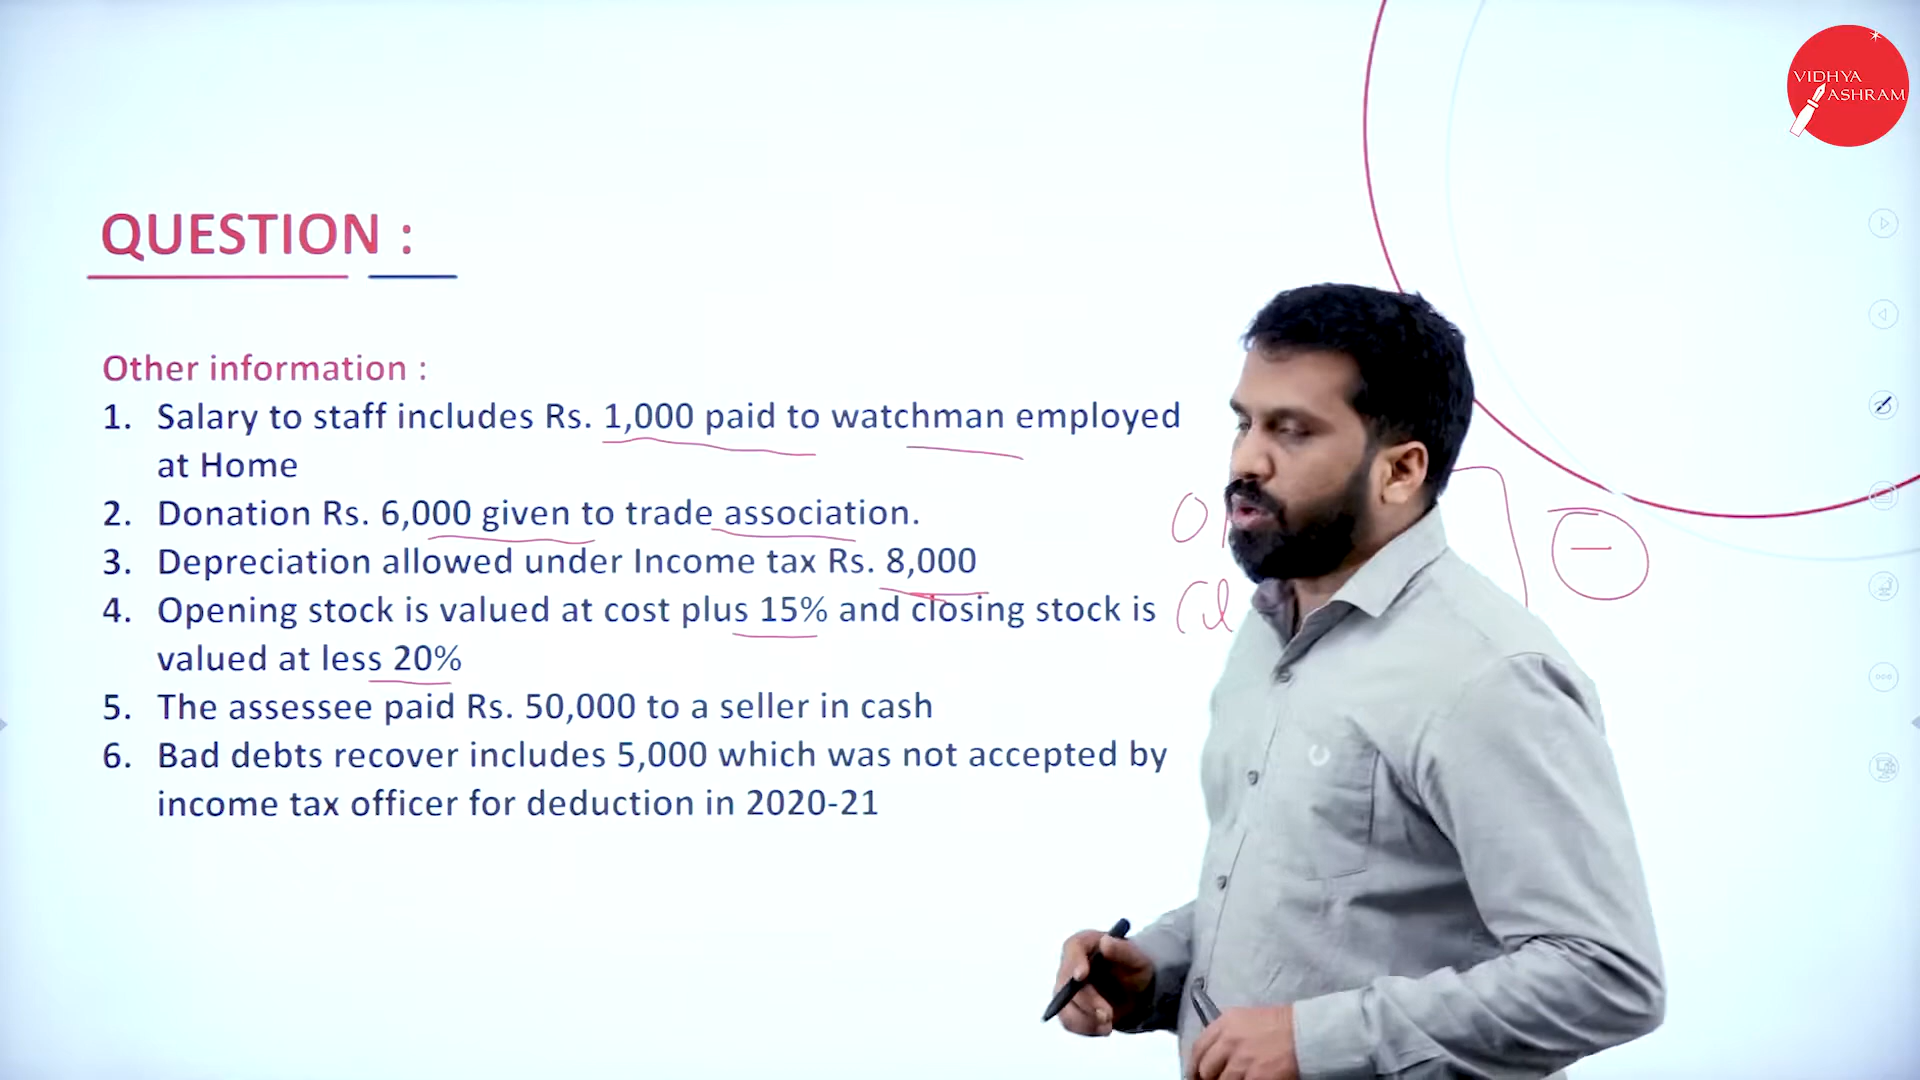 VIDHYA
ASHRAM
QUESTION :
Other information :
1. Salary to staff includes Rs. 1,000 paid to watchman employed
at Home
2. Donation Rs. 6,000 given to trade association.
3. Depreciation allowed under Income tax Rs. 8,000
4. Opening stock is valued at cost plus 15% and closing stock is
valued at less 20%
5. The assessee paid Rs. 50,000 to a seller in cash
6. Bad debts recover includes 5,000 which was not accepted by
income tax officer for deduction in 2020-21